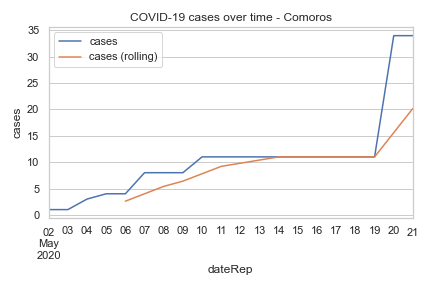 COVID-19 cases over time - Comoros
cases
cases (rolling)
35
30
25
20
15
10
5
0
cases
02 03 04 05 06 07 08 09 10 11 12 13 14 15 16 17 18 19 20 21
May
2020
dateRep